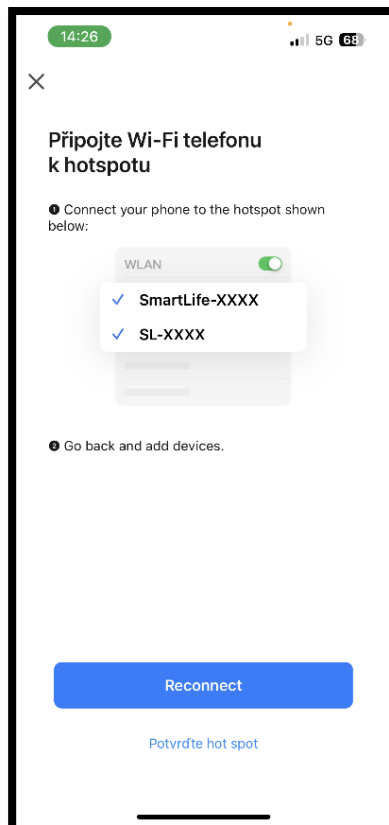 14:26
5G 68
Připojte Wi-Fi telefonu
k hotspotu
❶ Connect your phone to the hotspot shown
below:
WLAN
SmartLife-XXXX
SL-XXXX
❷ Go back and add devices.
Reconnect
Potvrďte hot spot